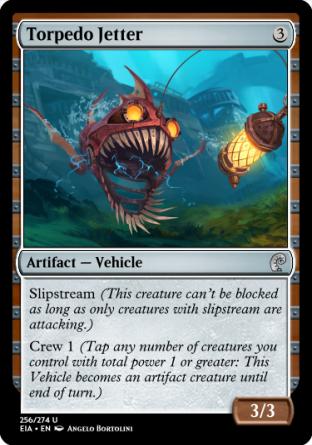 Torpedo Jetter 3
Artifact — Vehicle
Slipstream (This creature can't be blocked
as long as only creatures with slipstream are
attacking.)
Crew 1 (Tap any number of creatures you
control with total power 1 or greater: This
Vehicle becomes an artifact creature until
end of turn.)
3/3
256/274 U
EIA • EN Angelo Bortolini